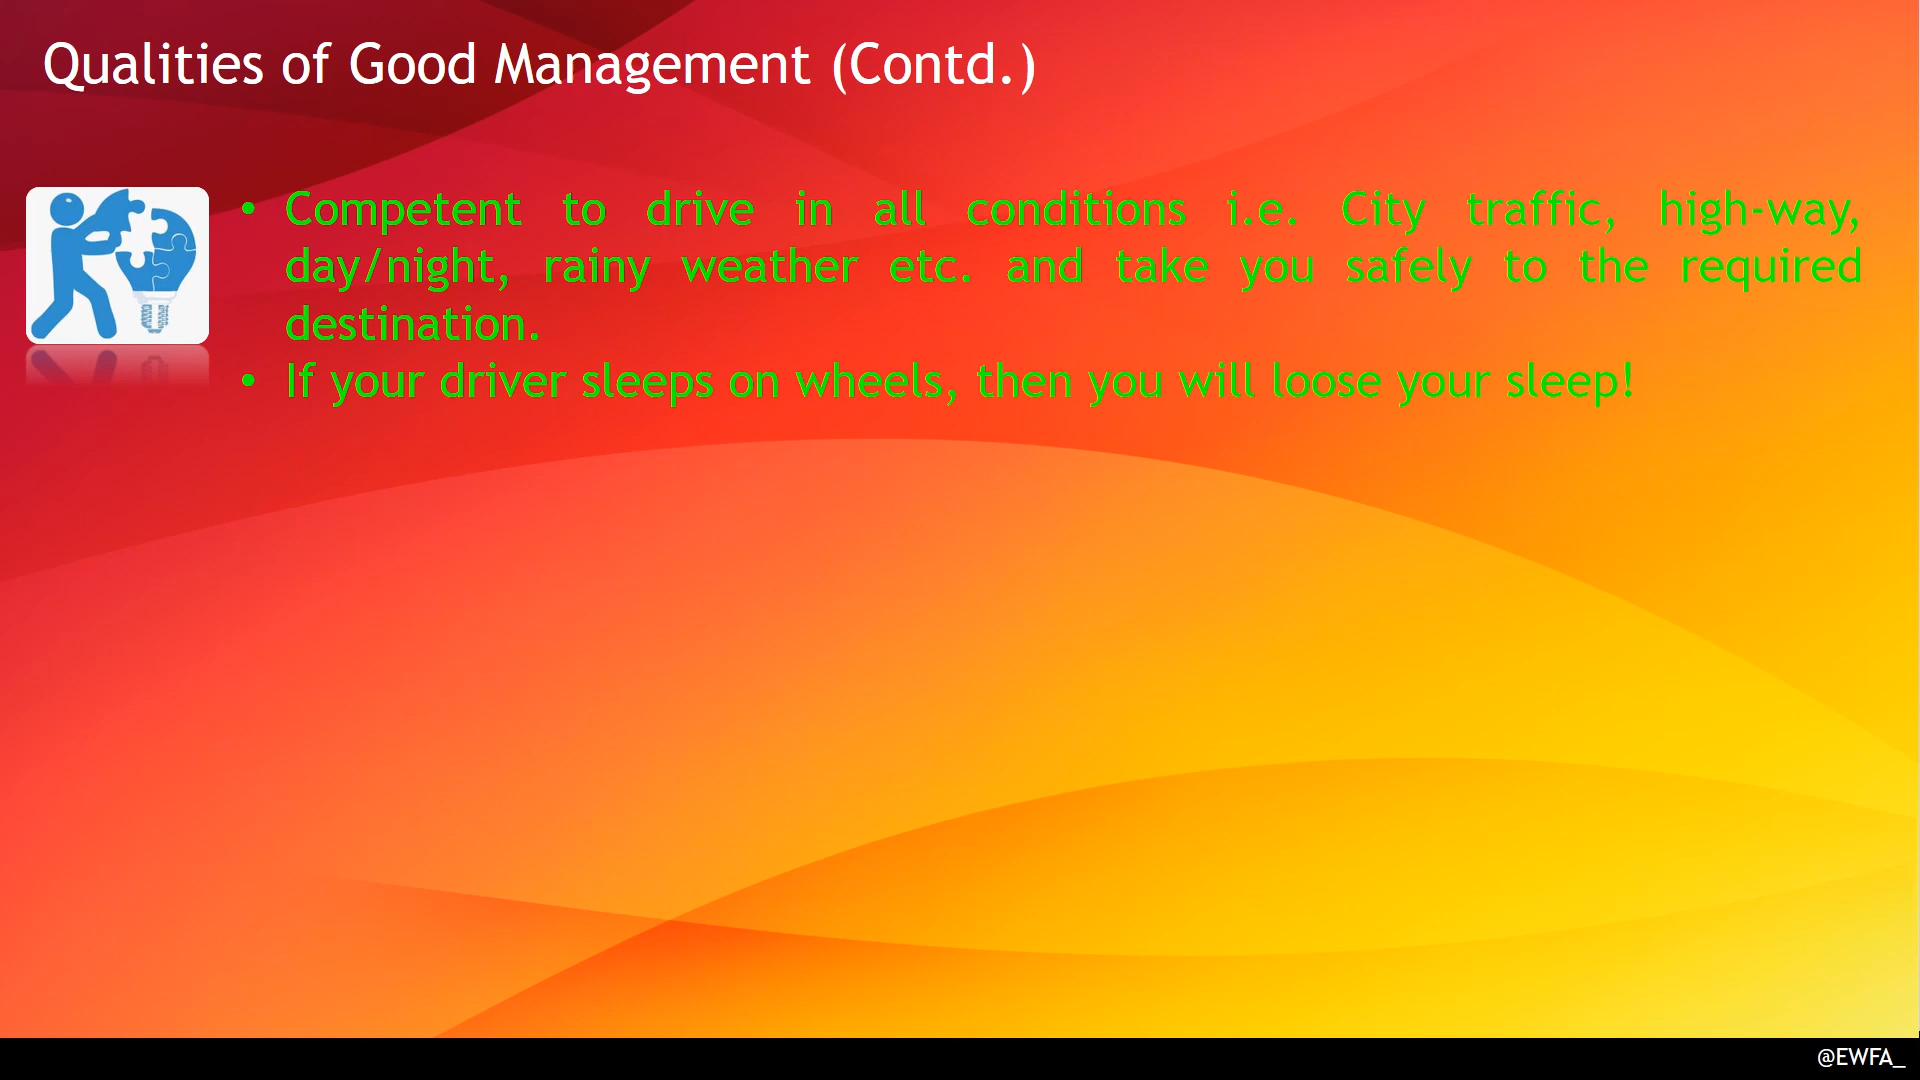 Qualities of Good Management (Contd.)
• Competent to drive in all conditions i.e. City traffic, high-way,
day/night, rainy weather etc. and take you safely to the required
destination.
• If your driver sleeps on wheels, then you will loose your sleep!
@EWFA_